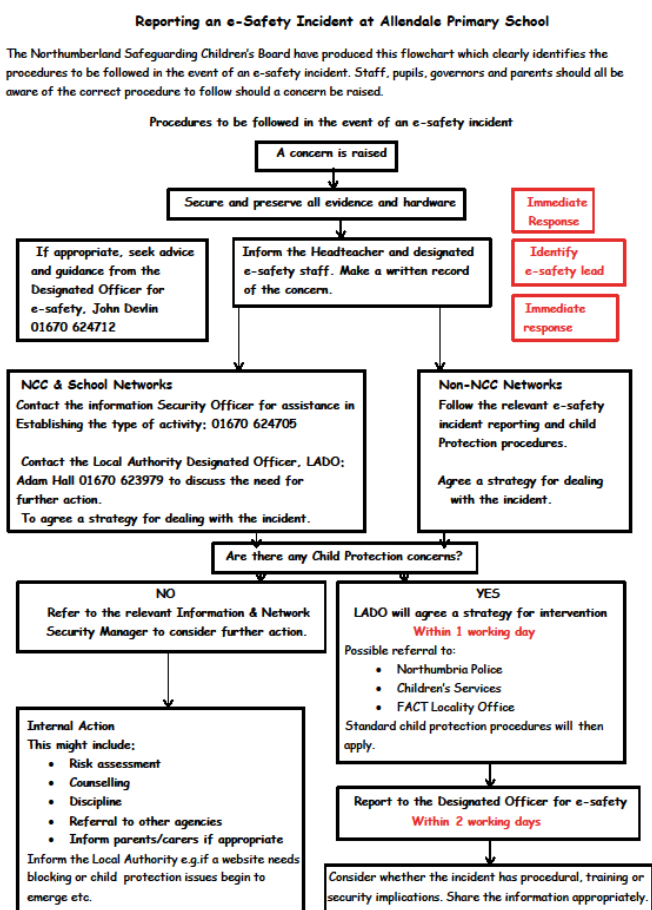 Reporting an e-Safety Incident at Allendale Primary School
The Northumberland Safeguarding Children's Board have produced this flowchart which clearly identifies the
procedures to be followed in the event of an e-safety incident. Staff, pupils, governors and parents should all be
aware of the correct procedure to follow should a concern be raised.
Procedures to be followed in the event of an e-safety incident
A concern is raised
Secure and preserve all evidence and hardware
Immediate
Response
If appropriate, seek advice
and guidance from the
Designated Officer for
e-safety, John Devlin
01670 624712
Inform the Headteacher and designated
e-safety staff. Make a written record
of the concern.
Identify
e-safety lead
Immediate
response
NCC & School Networks
Contact the information Security Officer for assistance in
Establishing the type of activity: 01670 624705
Contact the Local Authority Designated Officer, LADO:
Adam Hall 01670 623979 to discuss the need for
further action.
To agree a strategy for dealing with the incident.
Non-NCC Networks
Follow the relevant e-safety
incident reporting and child
Protection procedures.
Agree a strategy for dealing
with the incident.
Are there any Child Protection concerns?
NO
Refer to the relevant Information & Network
Security Manager to consider further action.
YES
LADO will agree a strategy for intervention
Within 1 working day
Possible referral to:
• Northumbria Police
• Children's Services
• FACT Locality Office
Standard child protection procedures will then
apply.
Internal Action
This might include:
• Risk assessment
• Counselling
• Discipline
• Referral to other agencies
• Inform parents/carers if appropriate
Inform the Local Authority e.g.if a website needs
blocking or child protection issues begin to
emerge etc.
Report to the Designated Officer for e-safety
Within 2 working days
Consider whether the incident has procedural, training or
security implications. Share the information appropriately.